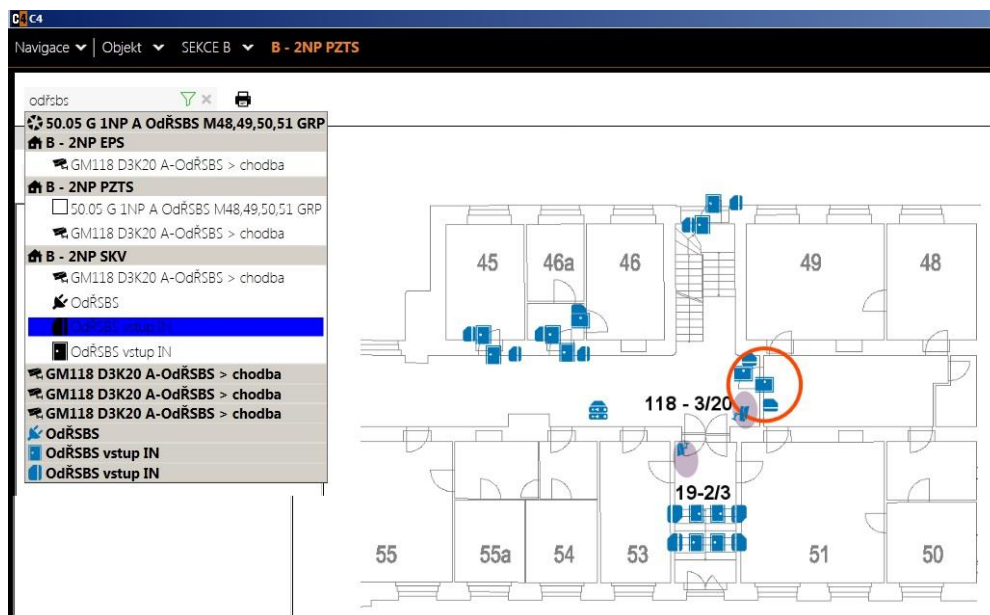 C4 C4
Navigace Objekt SEKCE B B - 2NP PZTS
odřsbs
50.05 G 1NP A OdŘSBS M48,49,50,51 GRP
B - 2NP EPS
GM118 D3K20 A-OdŘSBS > chodba
B - 2NP PZTS
50.05 G 1NP A OdŘSBS M48,49,50,51 GRP
GM118 D3K20 A-OdŘSBS > chodba
B - 2NP SKV
GM118 D3K20 A-OdŘSBS > chodba
OdŘSBS
OdŘSBS vstup IN
OdŘSBS vstup IN
GM118 D3K20 A-OdŘSBS > chodba
GM118 D3K20 A-OdŘSBS > chodba
GM118 D3K20 A-OdŘSBS > chodba
OdŘSBS
OdŘSBS vstup IN
OdŘSBS vstup IN
45 46a 46 49 48
118 - 3/20
19-2/3
55 55a 54 53 51 50